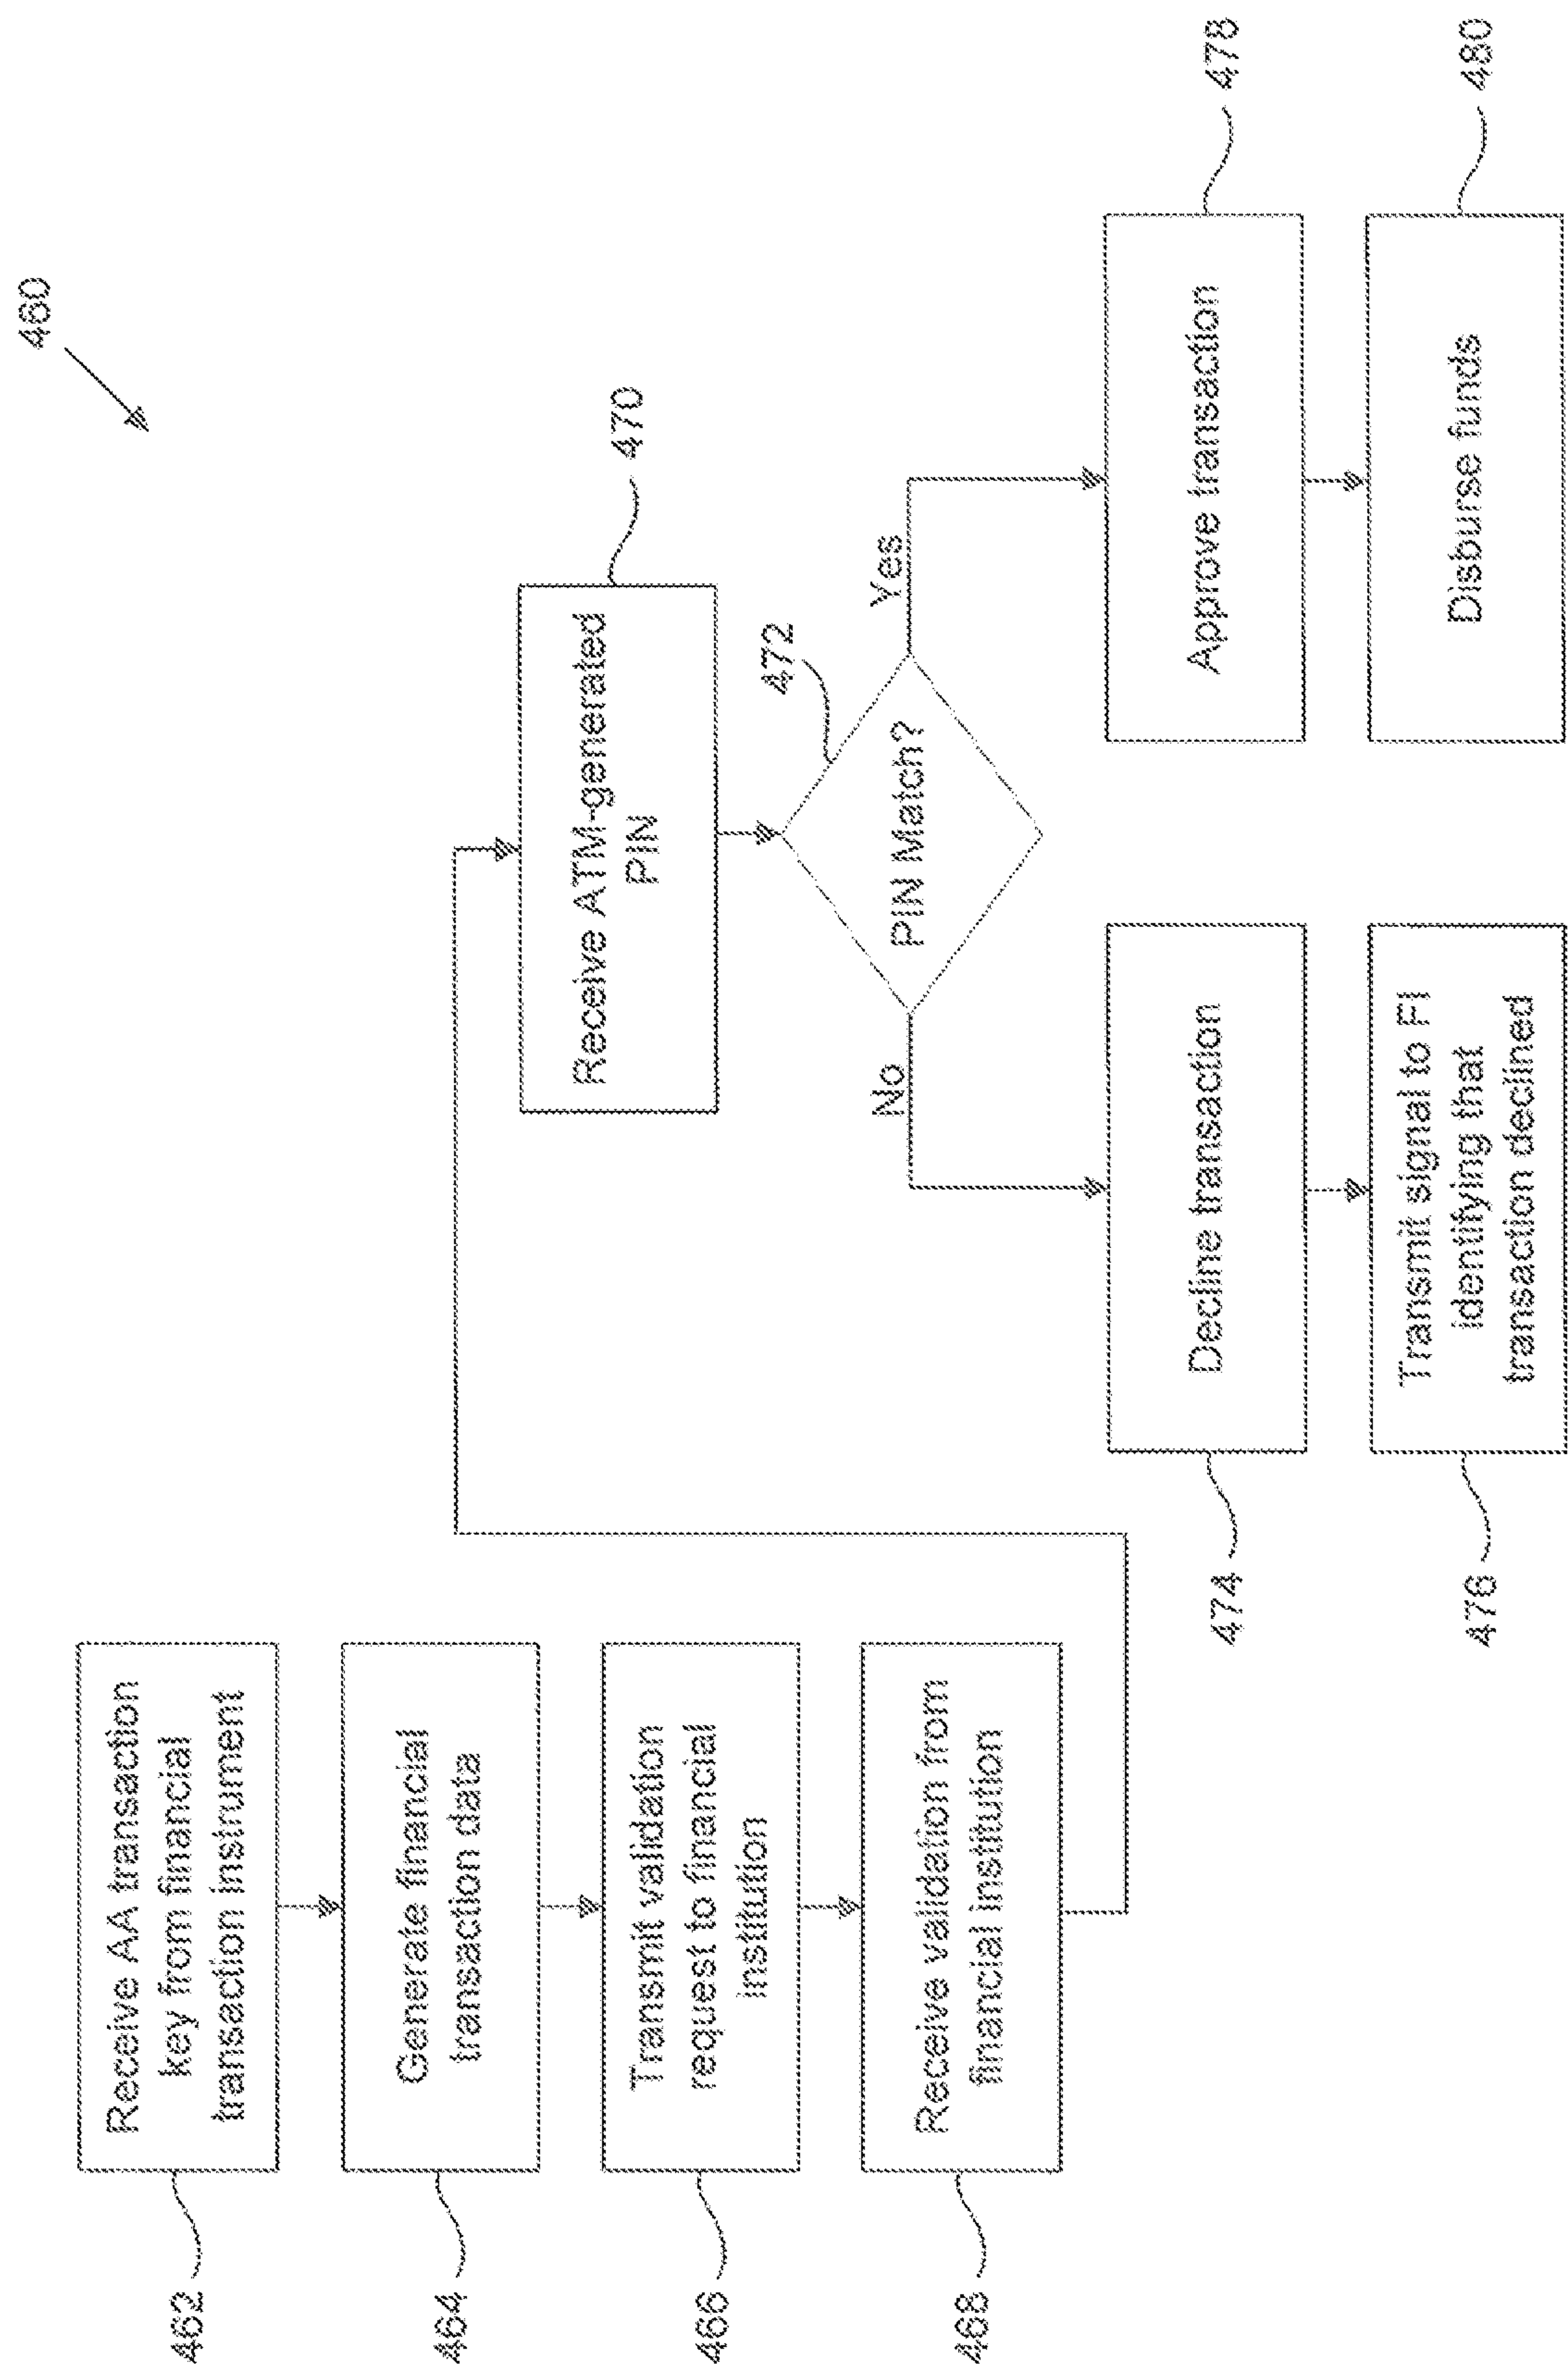 460
462
Receive AA transaction
key from financial
transaction instrument
464
Generate financial
transaction data
466
Transmit validation
request to financial
institution
468
Receive validation from
financial institution
470
Receive ATM-generated
PIN
472
PIN Match?
No
Yes
474
Decline transaction
476
Transmit signal to FI
identifying that
transaction declined
478
Approve transaction
480
Disburse funds